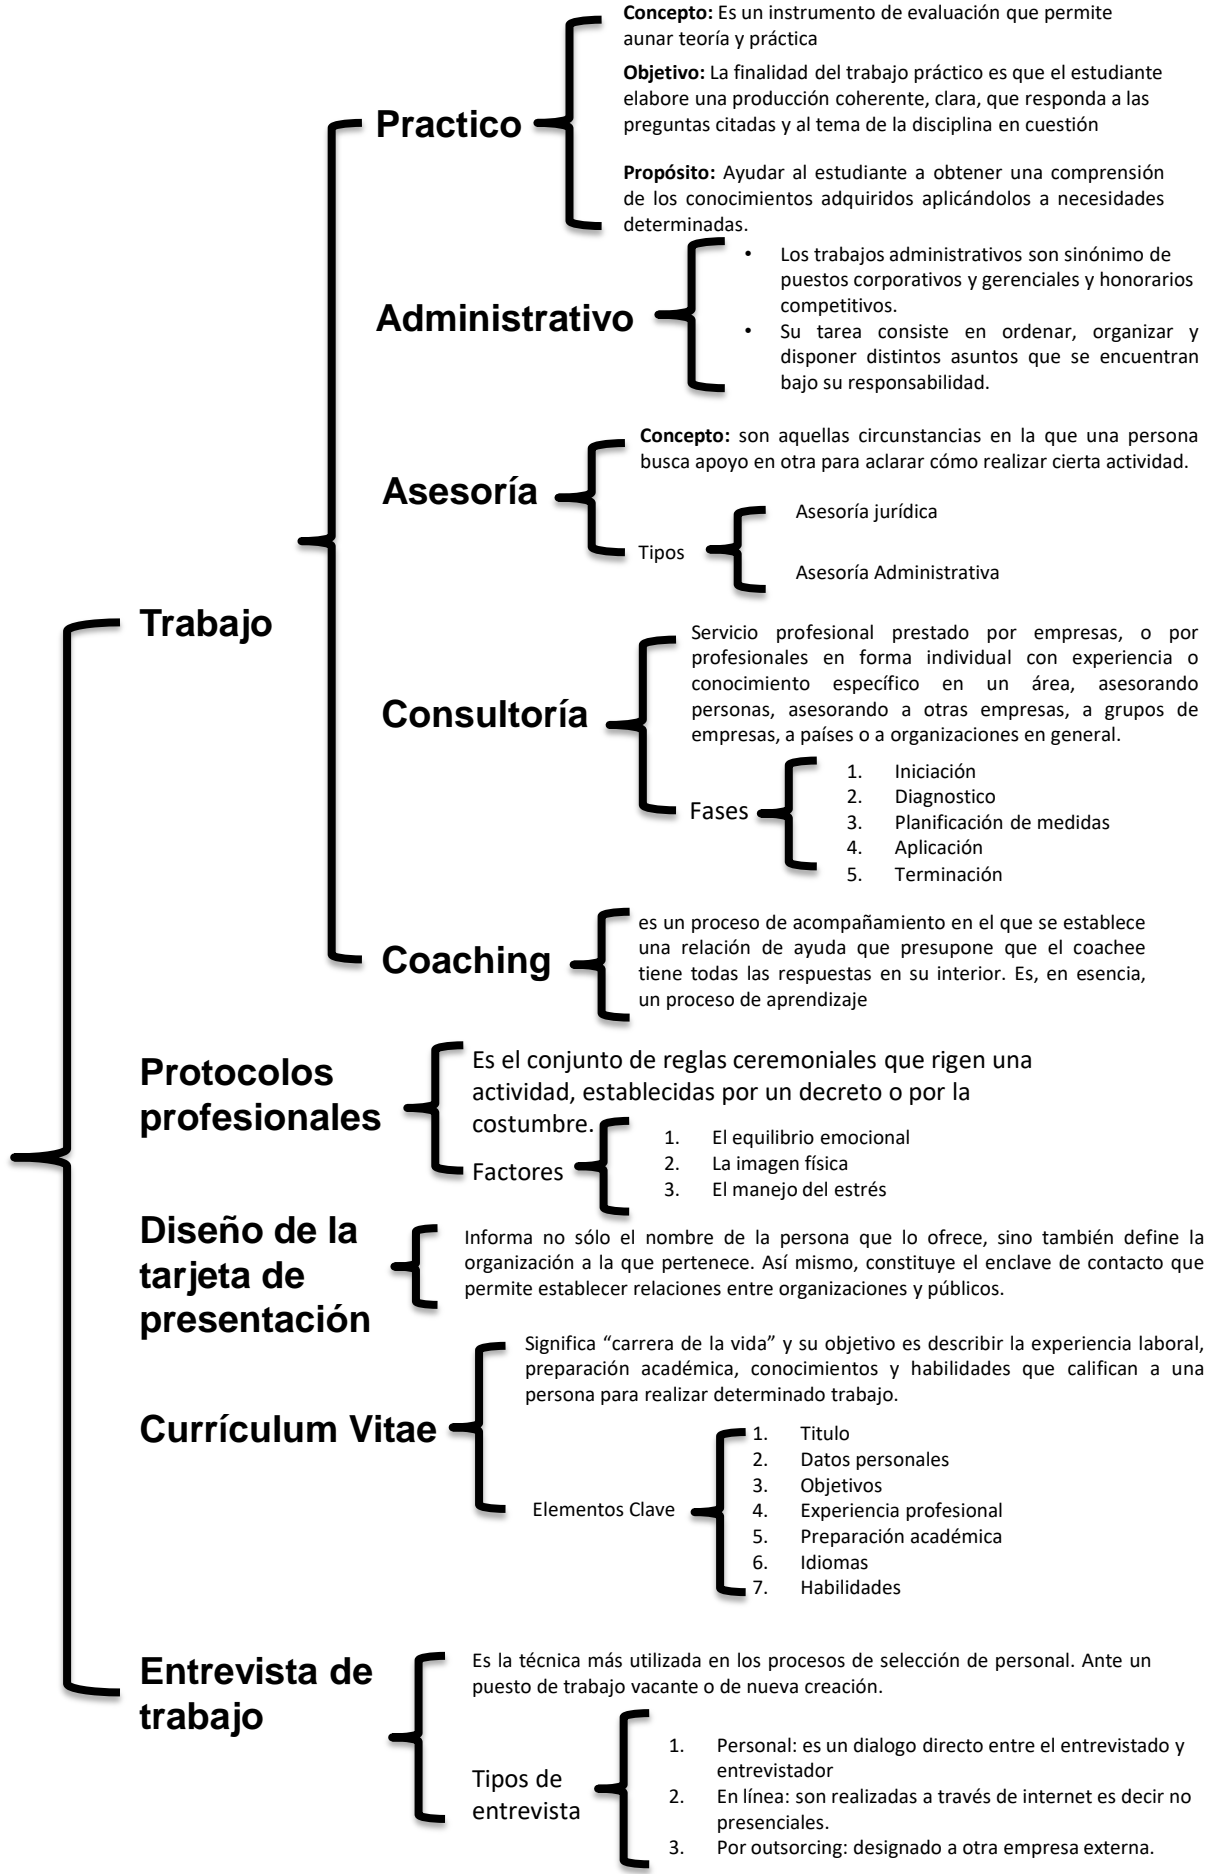 Concepto: Es un instrumento de evaluación que permite
aunar teoría y práctica
Objetivo: La finalidad del trabajo práctico es que el estudiante
elabore una producción coherente, clara, que responda a las
preguntas citadas y al tema de la disciplina en cuestión
Practico
Propósito: Ayudar al estudiante a obtener una comprensión
de los conocimientos adquiridos aplicándolos a necesidades
determinadas.
• Los trabajos administrativos son sinónimo de
puestos corporativos y gerenciales y honorarios
competitivos.
Administrativo
• Su tarea consiste en ordenar, organizar y
disponer distintos asuntos que se encuentran
bajo su responsabilidad.
Concepto: son aquellas circunstancias en la que una persona
busca apoyo en otra para aclarar cómo realizar cierta actividad.
Asesoría
Asesoría jurídica
Tipos
Asesoría Administrativa
Trabajo
Servicio profesional prestado por empresas, o por
profesionales en forma individual con experiencia o
conocimiento específico en un área, asesorando
personas, asesorando a otras empresas, a grupos de
empresas, a países o a organizaciones en general.
Consultoría
Fases
1. Iniciación
2. Diagnostico
3. Planificación de medidas
4. Aplicación
5. Terminación
Coaching
es un proceso de acompañamiento en el que se establece
una relación de ayuda que presupone que el coachee
tiene todas las respuestas en su interior. Es, en esencia,
un proceso de aprendizaje
Protocolos
profesionales
Es el conjunto de reglas ceremoniales que rigen una
actividad, establecidas por un decreto o por la
costumbre.
Factores
1. El equilibrio emocional
2. La imagen física
3. El manejo del estrés
Diseño de la
tarjeta de
presentación
Informa no sólo el nombre de la persona que lo ofrece, sino también define la
organización a la que pertenece. Así mismo, constituye el enclave de contacto que
permite establecer relaciones entre organizaciones y públicos.
Currículum Vitae
Significa “carrera de la vida” y su objetivo es describir la experiencia laboral,
preparación académica, conocimientos y habilidades que califican a una
persona para realizar determinado trabajo.
Elementos Clave
1. Titulo
2. Datos personales
3. Objetivos
4. Experiencia profesional
5. Preparación académica
6. Idiomas
7. Habilidades
Entrevista de
trabajo
Es la técnica más utilizada en los procesos de selección de personal. Ante un
puesto de trabajo vacante o de nueva creación.
Tipos de
entrevista
1. Personal: es un dialogo directo entre el entrevistado y
entrevistador
2. En línea: son realizadas a través de internet es decir no
presenciales.
3. Por outsorcing: designado a otra empresa externa.